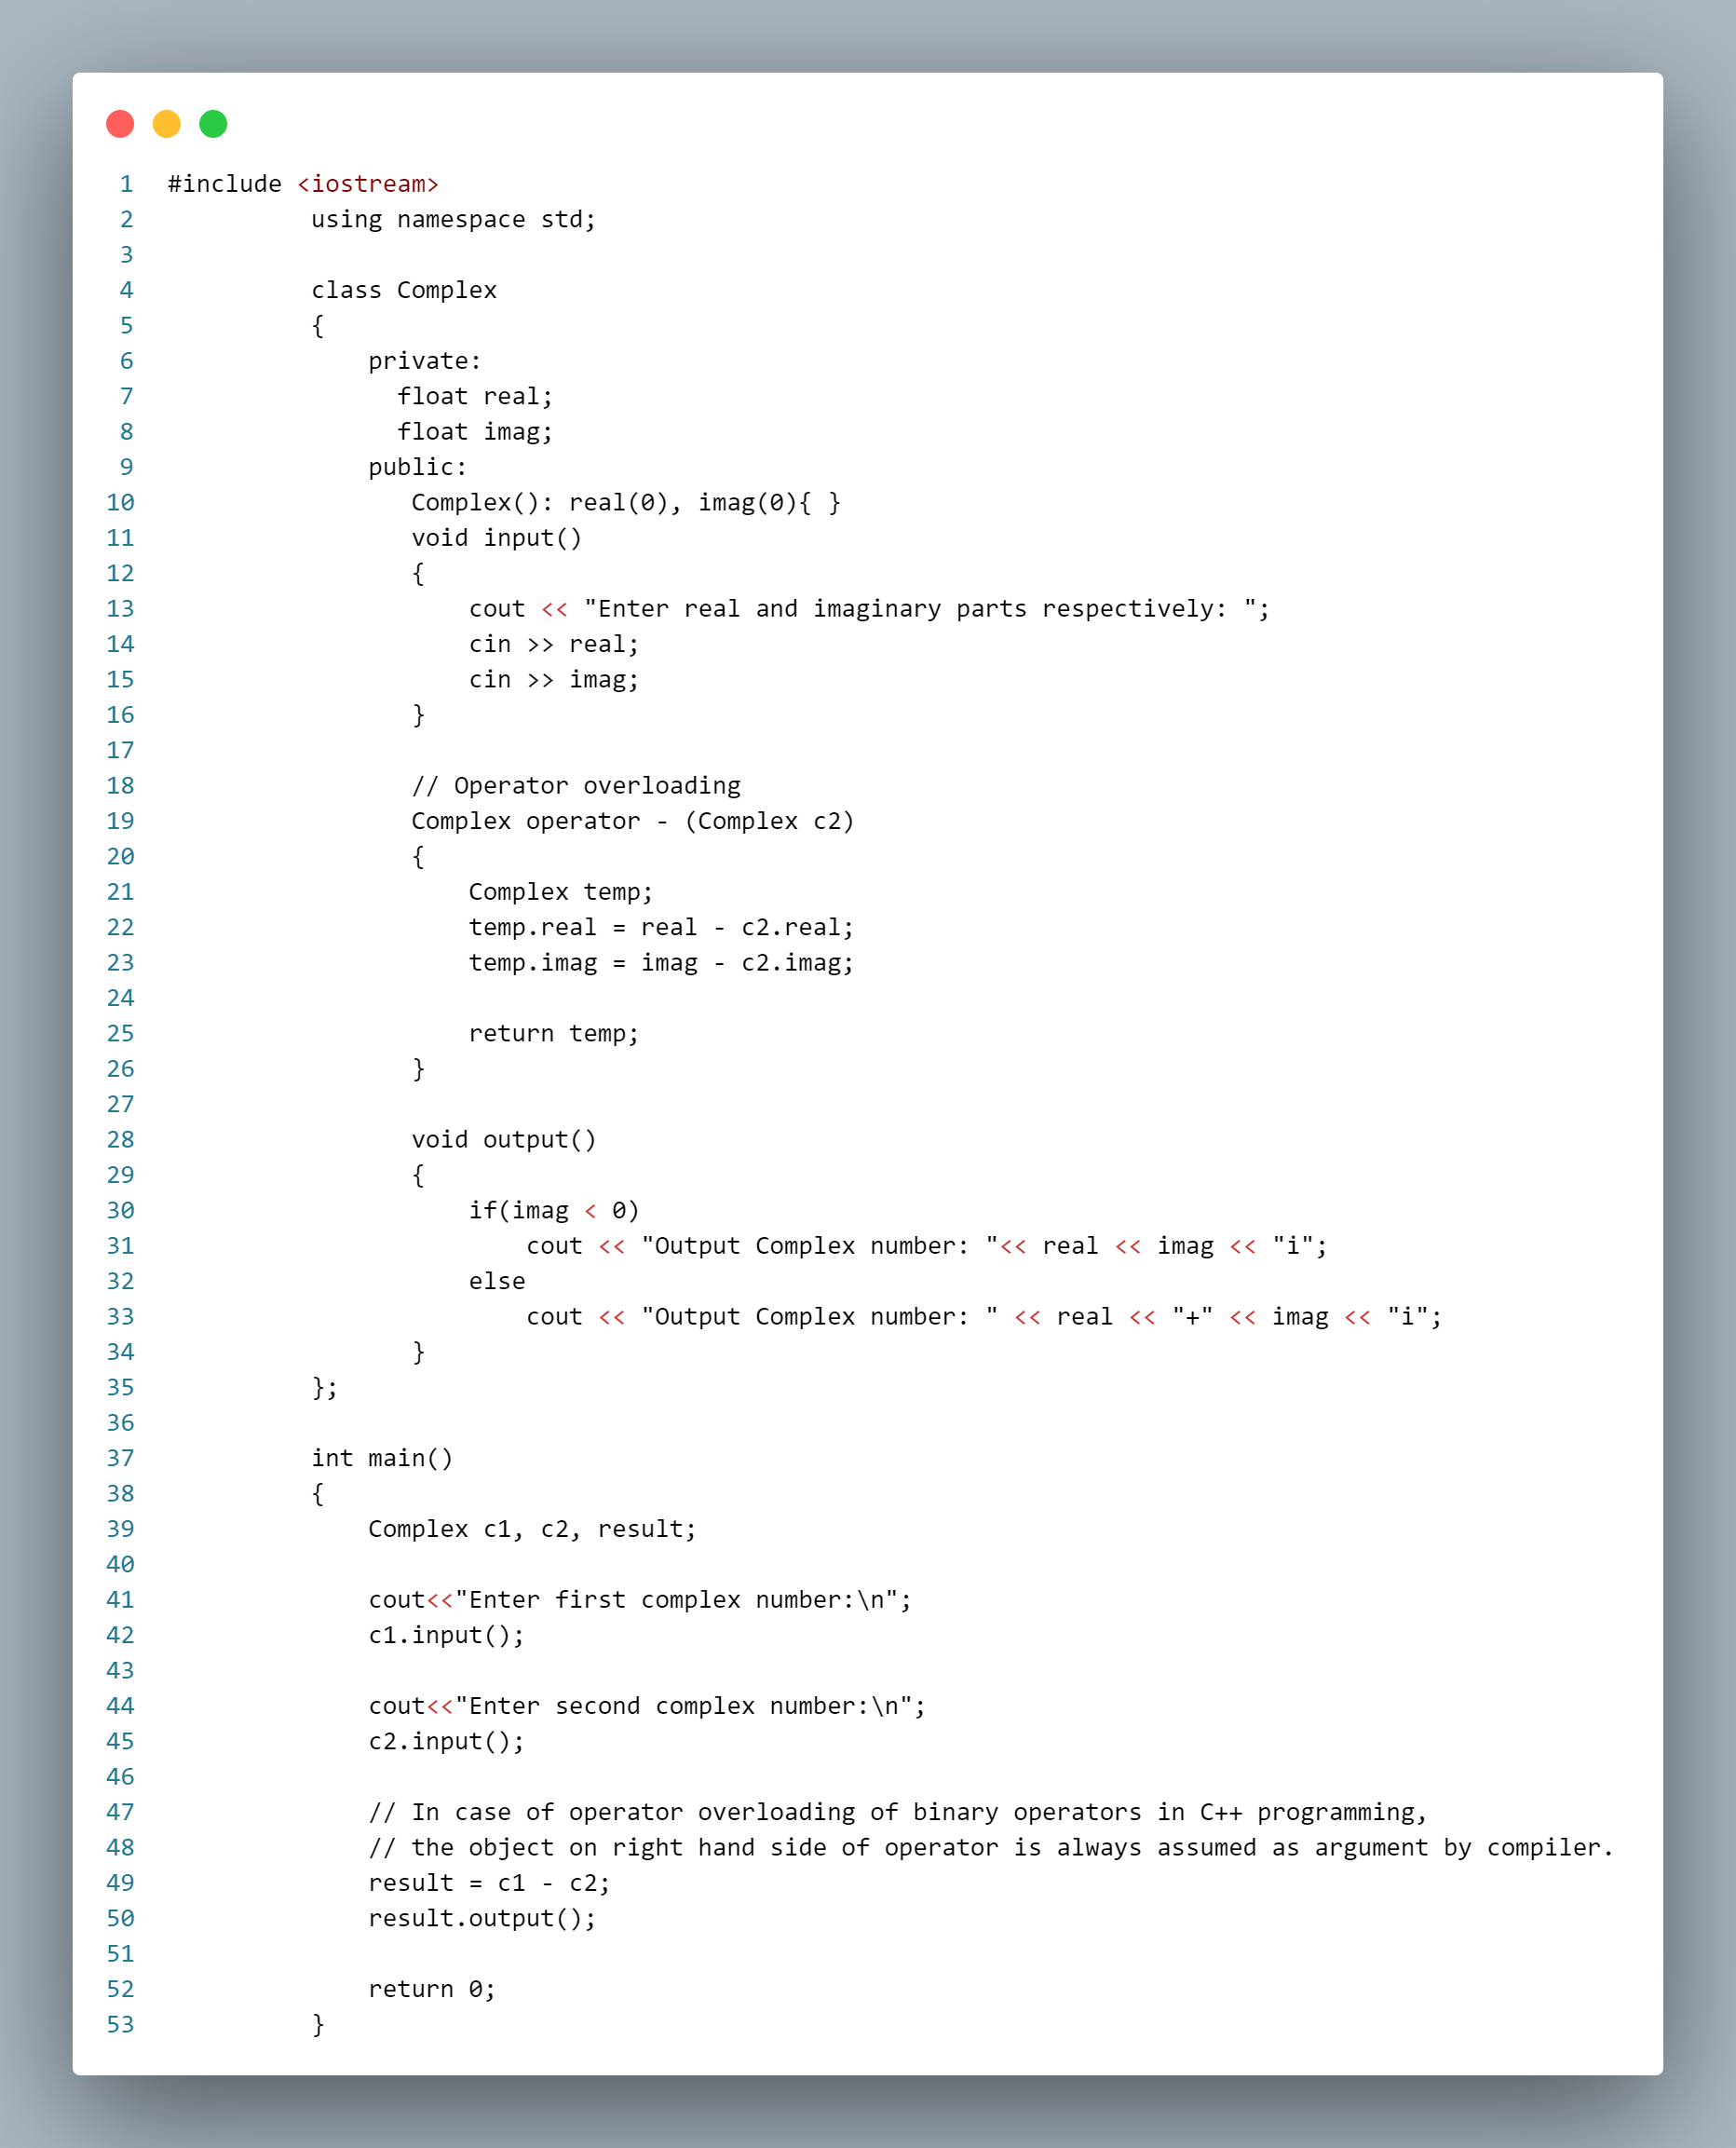 1 #include <iostream>
2 using namespace std;
3
4 class Complex
5 {
6 private:
7 float real;
8 float imag;
9 public:
10 Complex(): real(0), imag(0){ }
11 void input()
12 {
13 cout << "Enter real and imaginary parts respectively: ";
14 cin >> real;
15 cin >> imag;
16 }
17
18 // Operator overloading
19 Complex operator - (Complex c2)
20 {
21 Complex temp;
22 temp.real = real - c2.real;
23 temp.imag = imag - c2.imag;
24
25 return temp;
26 }
27
28 void output()
29 {
30 if(imag < 0)
31 cout << "Output Complex number: "<< real << imag << "i";
32 else
33 cout << "Output Complex number: " << real << "+" << imag << "i";
34 }
35 };
36
37 int main()
38 {
39 Complex c1, c2, result;
40
41 cout<<"Enter first complex number:\n";
42 c1.input();
43
44 cout<<"Enter second complex number:\n";
45 c2.input();
46
47 // In case of operator overloading of binary operators in C++ programming,
48 // the object on right hand side of operator is always assumed as argument by compiler.
49 result = c1 - c2;
50 result.output();
51
52 return 0;
53 }